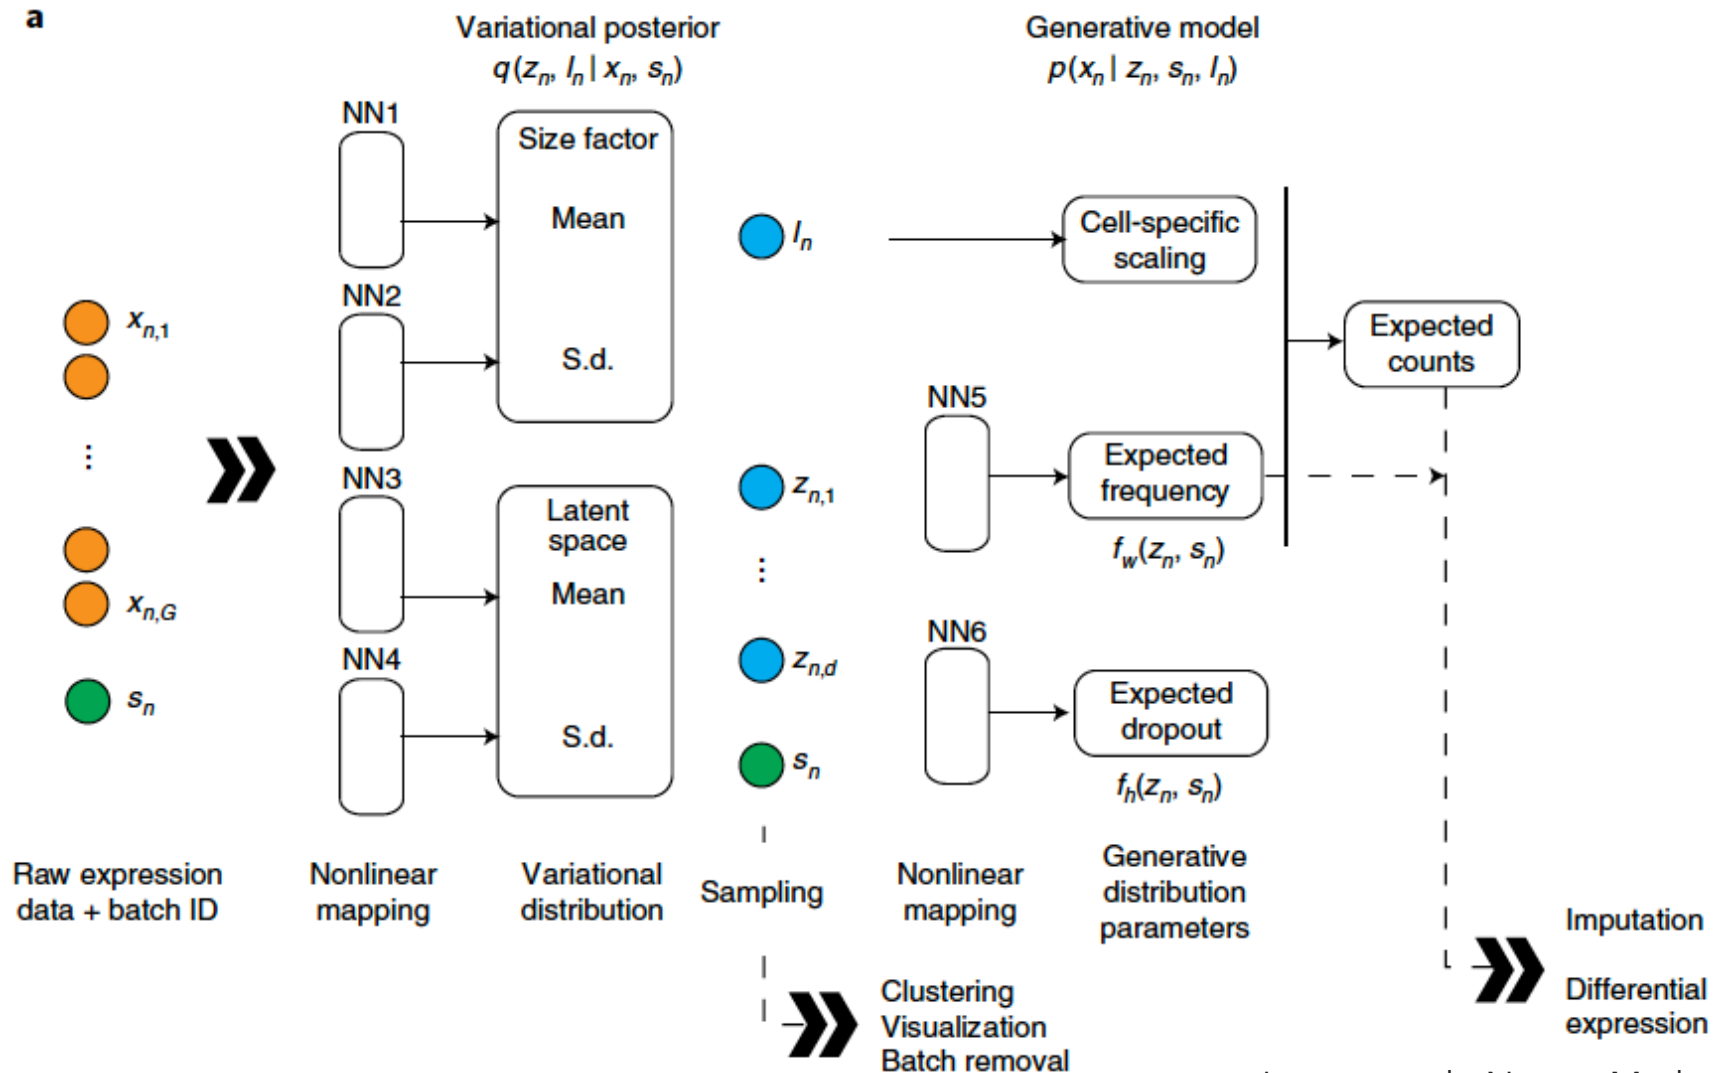 a
Variational posterior
q(zn, ln | xn, sn)
Generative model
p(xn | zn, sn, ln)
NN1
Size factor
Mean
S.d.
NN2
NN3
Latent
space
Mean
S.d.
NN4
xn,1
⋮
xn,G
sn
ln
zn,1
⋮
zn,d
sn
Cell-specific
scaling
NN5
Expected
frequency
fw(zn, sn)
NN6
Expected
dropout
fh(zn, sn)
Expected
counts
Raw expression
data + batch ID
Nonlinear
mapping
Variational
distribution
Sampling
Nonlinear
mapping
Generative
distribution
parameters
Clustering
Visualization
Batch removal
Imputation
Differential
expression